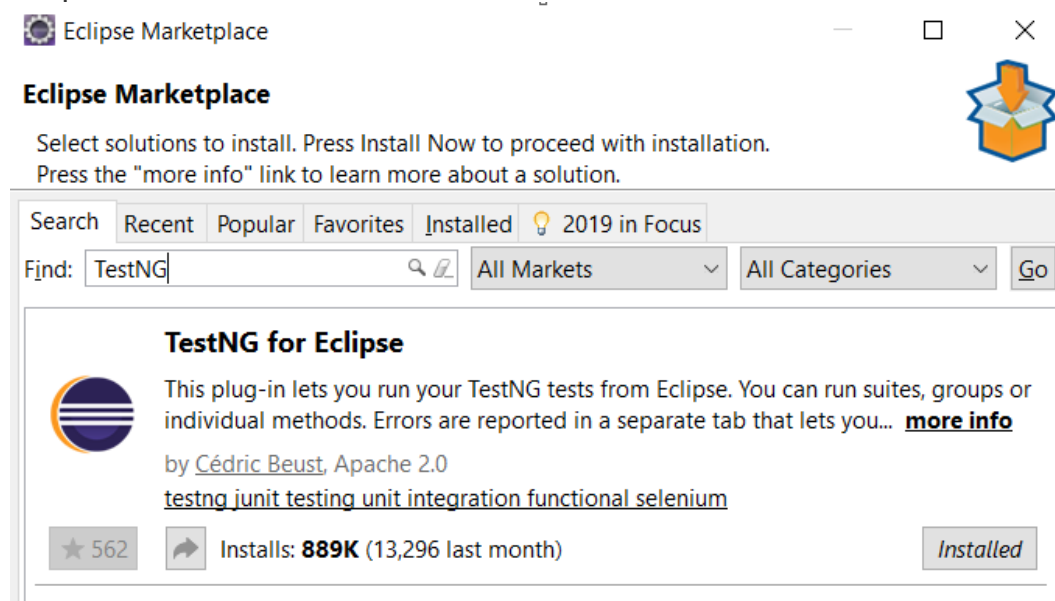 Eclipse Marketplace
Eclipse Marketplace
Select solutions to install. Press Install Now to proceed with installation.
Press the "more info" link to learn more about a solution.
Search Recent Popular Favorites Installed 2019 in Focus
Find: TestNG All Markets All Categories Go
TestNG for Eclipse
This plug-in lets you run your TestNG tests from Eclipse. You can run suites, groups or
individual methods. Errors are reported in a separate tab that lets you... more info
by Cédric Beust, Apache 2.0
testng junit testing unit integration functional selenium
562 Installs: 889K (13,296 last month) Installed